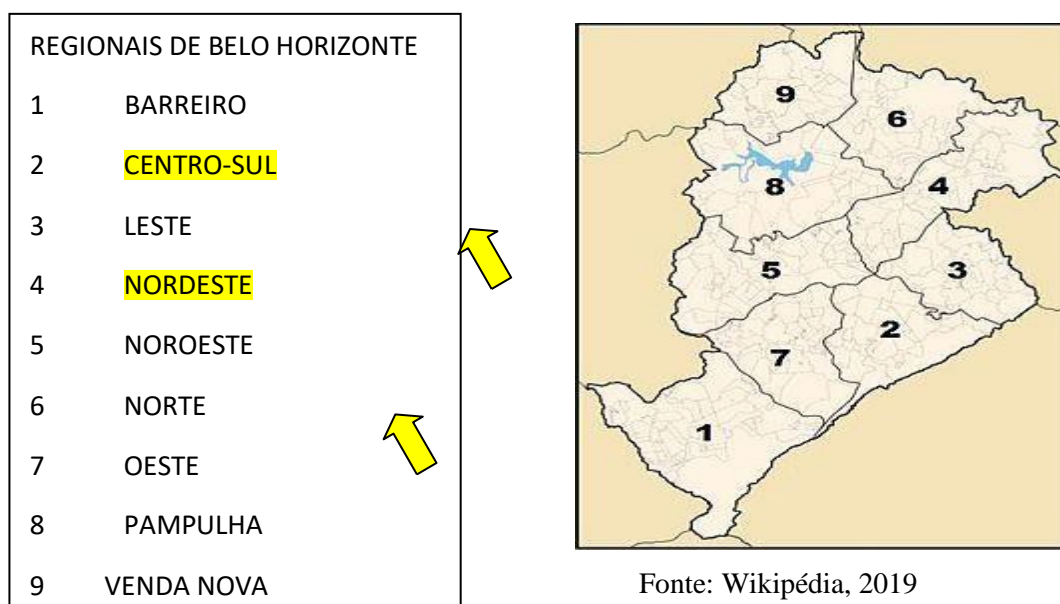 REGIONAIS DE BELO HORIZONTE
1 BARREIRO
2 CENTRO-SUL
3 LESTE
4 NORDESTE
5 NOROESTE
6 NORTE
7 OESTE
8 PAMPULHA
9 VENDA NOVA
9
6
8
4
5
3
2
7
1
Fonte: Wikipédia, 2019